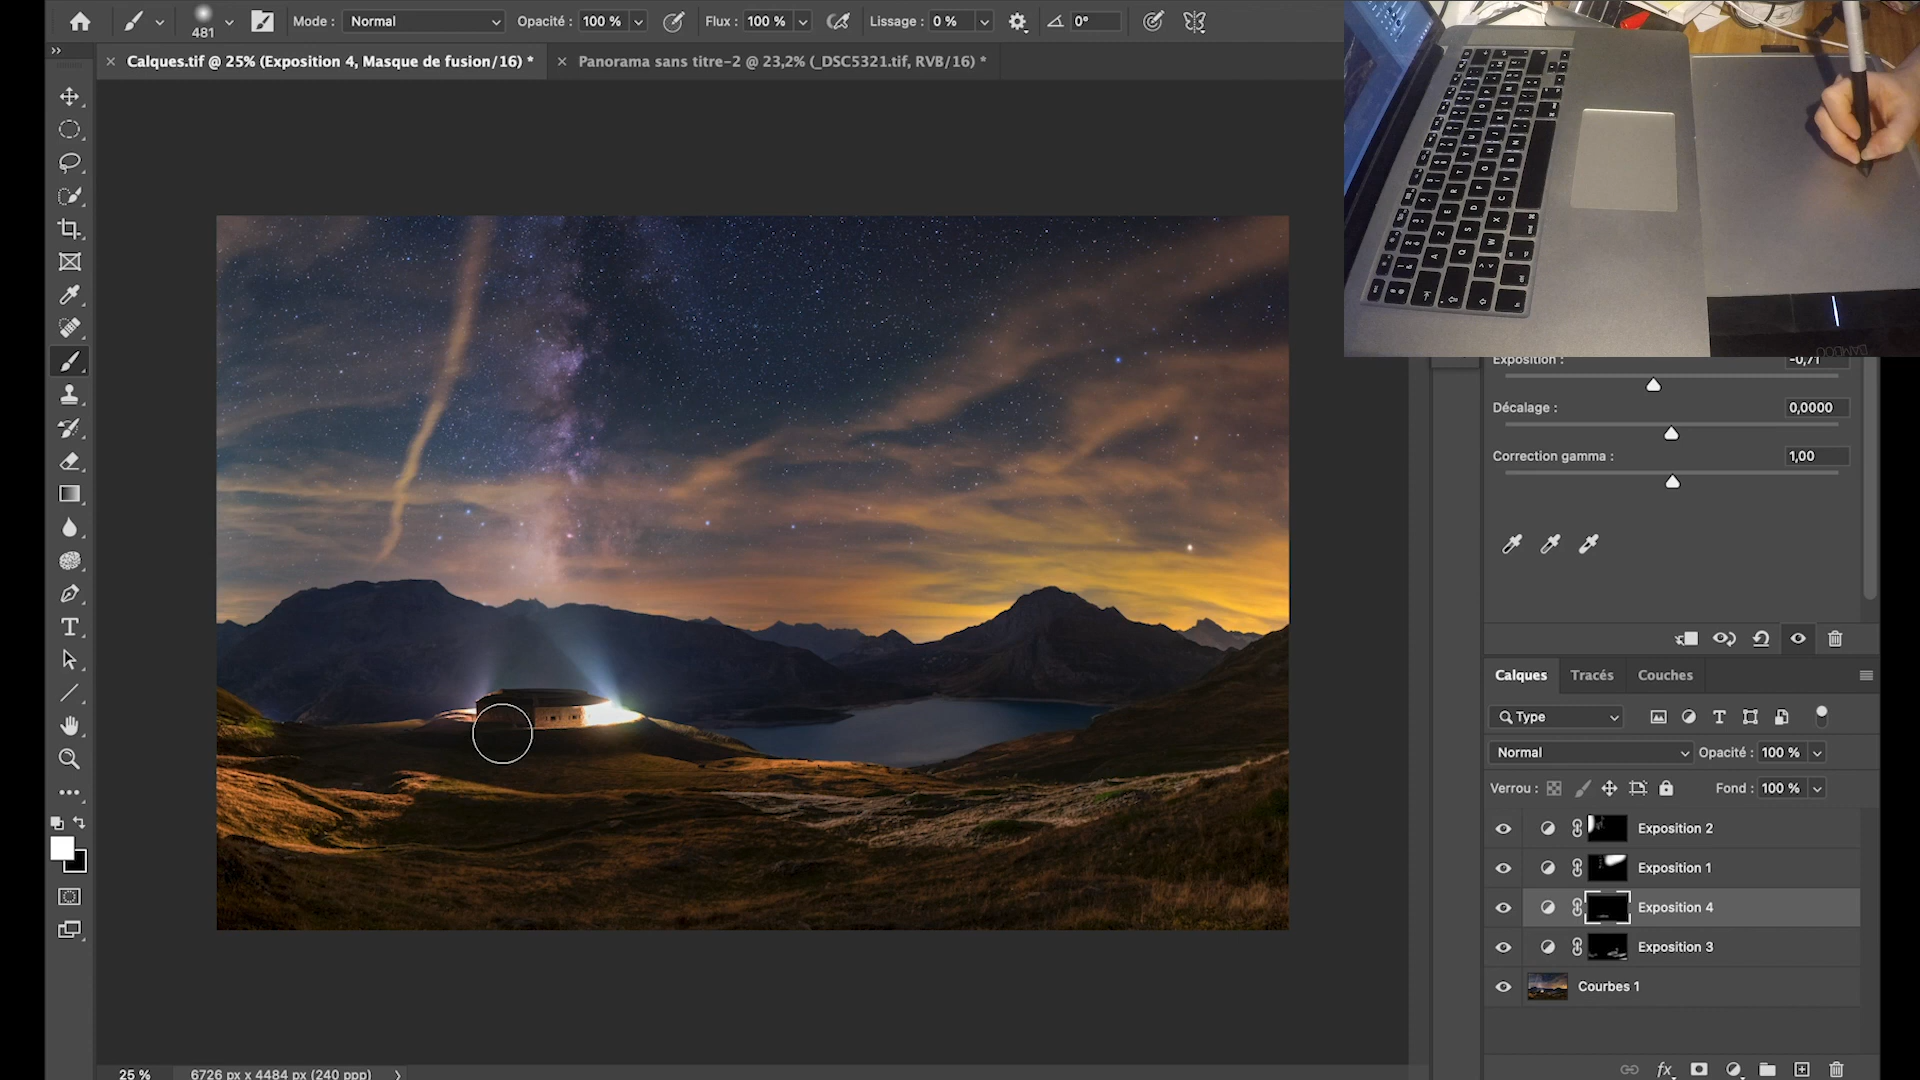 481
Mode : Normal
Opacité : 100 %
Flux : 100 %
Lissage : 0 %
0°
Calques.tif @ 25% (Exposition 4, Masque de fusion/16) *
Panorama sans titre-2 @ 23,2% (_DSC5321.tif, RVB/16) *
Exposition : -0,71
Décalage : 0,0000
Correction gamma : 1,00
Calques
Tracés
Couches
Type
Normal
Opacité : 100 %
Verrou :
Fond : 100 %
Exposition 2
Exposition 1
Exposition 4
Exposition 3
Courbes 1
fx
25 %
6726 px x 4484 px (240 ppp)